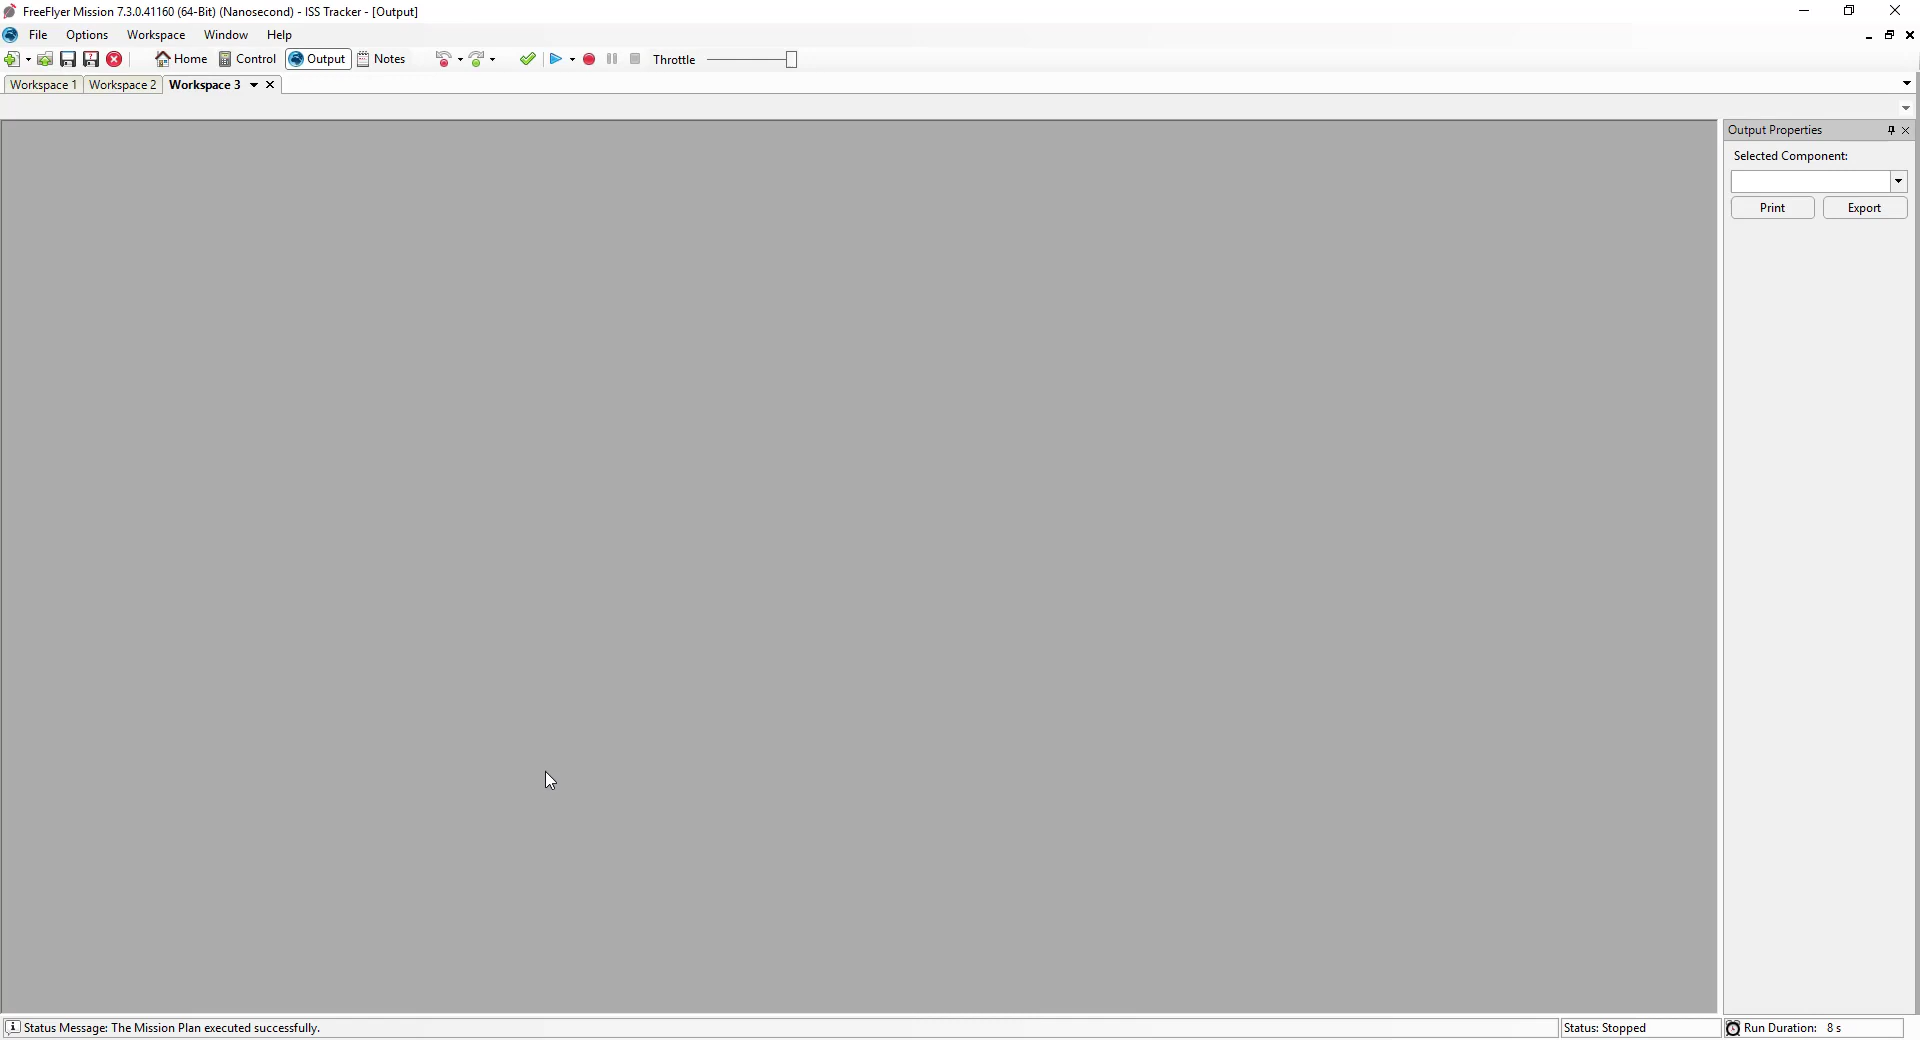 FreeFlyer Mission 7.3.0.41160 (64-Bit) (Nanosecond) - ISS Tracker - [Output]
File Options Workspace Window Help
Home Control Output Notes Throttle
Workspace 1 Workspace 2 Workspace 3
Output Properties
Selected Component:
Print Export
Status Message: The Mission Plan executed successfully. Status: Stopped Run Duration: 8 s